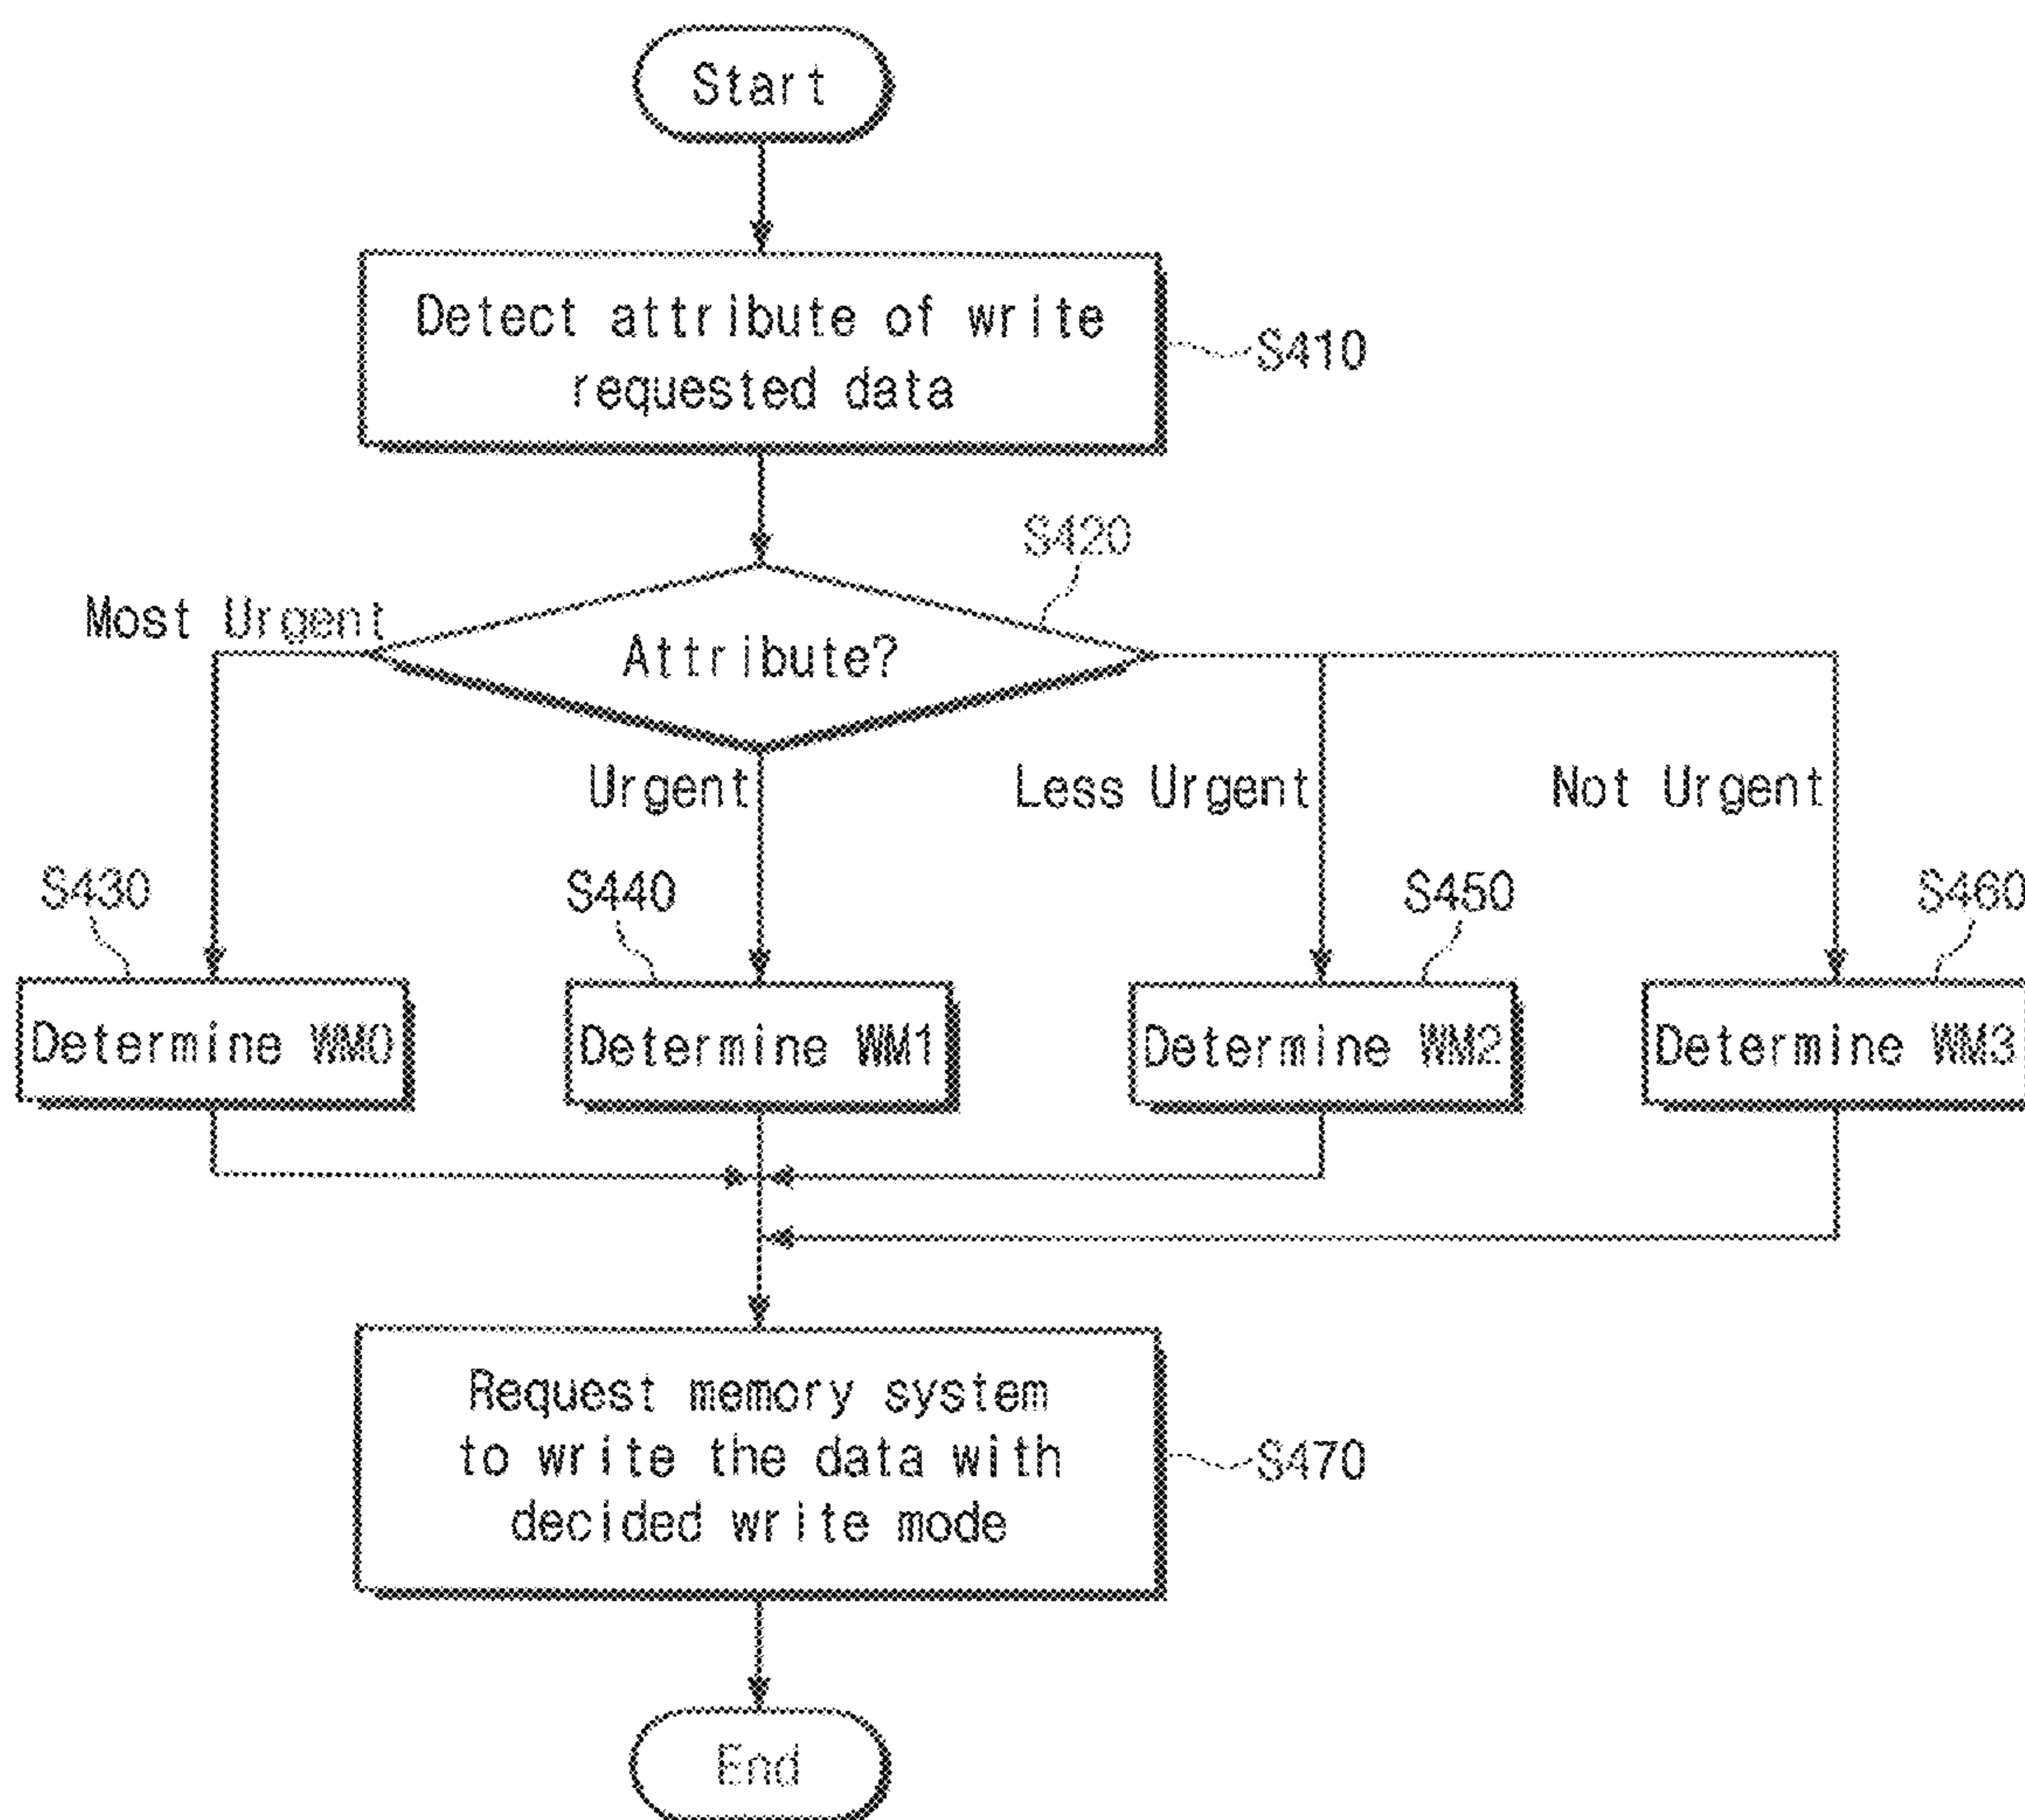 Start
Detect attribute of write
requested data
S410
S420
Most Urgent
Attribute?
Urgent
Less Urgent
Not Urgent
S430
S440
S450
S460
Determine WM0
Determine WM1
Determine WM2
Determine WM3
Request memory system
to write the data with
decided write mode
S470
End